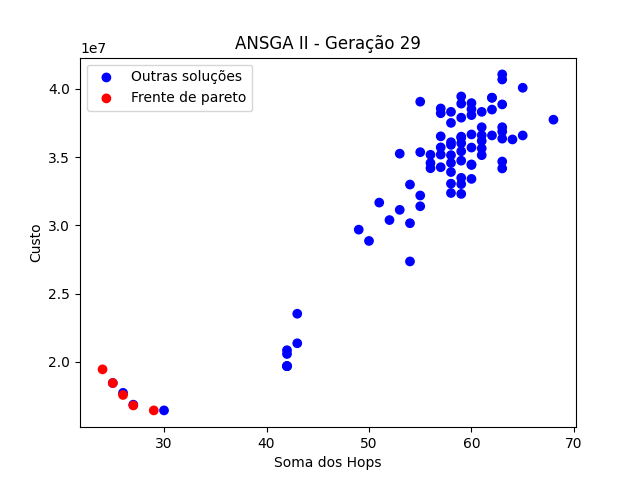 ANSGA II - Geração 29
1e7
Outras soluções
Frente de pareto
4.0
3.5
3.0
2.5
2.0
Custo
30 40 50 60 70
Soma dos Hops